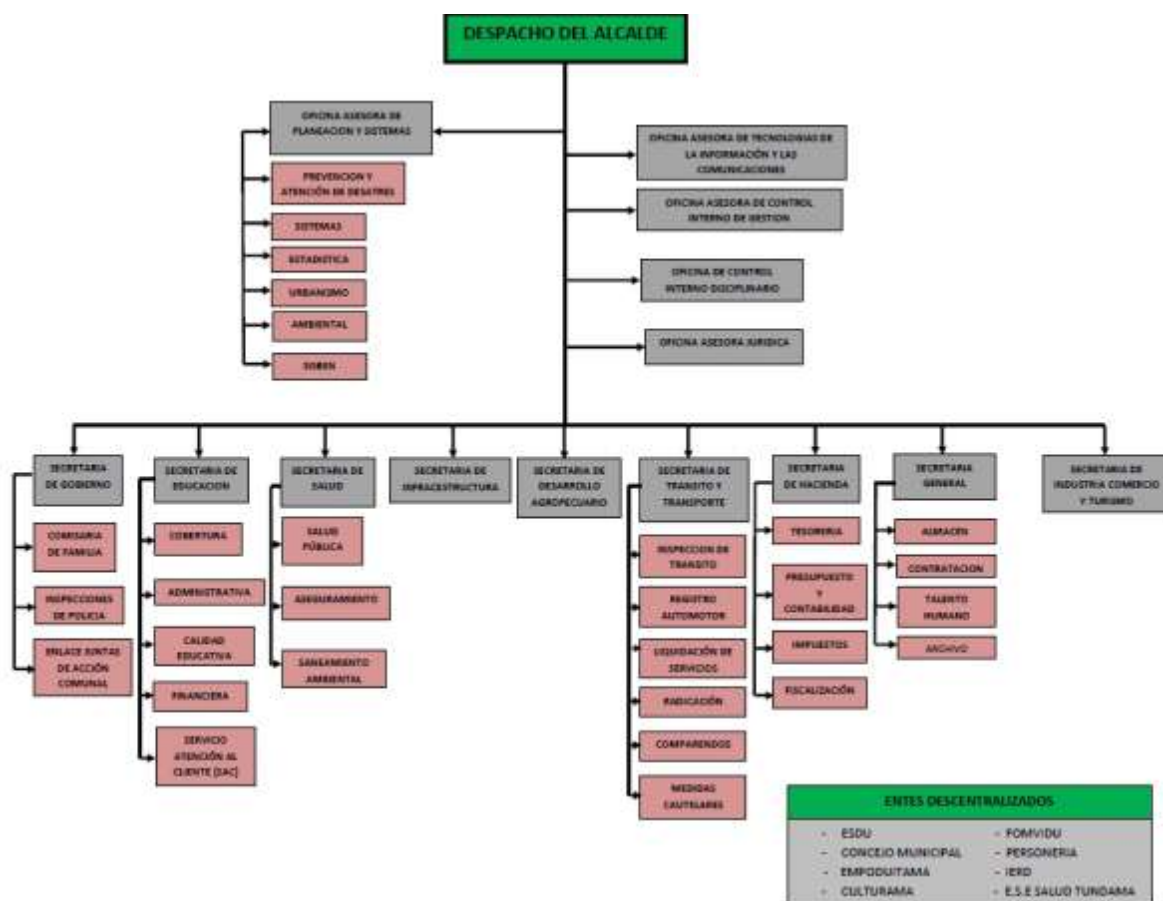 DESPACHO DEL ALCALDE
OFICINA ASESORA DE
PLANEACION Y SISTEMAS
PREVENCION Y
ATENCIÓN DE DESATRES
SISTEMAS
ESTADISTICA
URBANISMO
AMBIENTAL
SISBEN
OFICINA ASESORA DE TECNOLOGIAS DE
LA INFORMACIÓN Y LAS
COMUNICACIONES
OFICINA ASESORA DE CONTROL
INTERNO DE GESTION
OFICINA DE CONTROL
INTERNO DISCIPLINARIO
OFICINA ASESORA JURIDICA
SECRETARIA
DE GOBIERNO
COMISARIA
DE FAMILIA
INSPECCIONES
DE POLICIA
ENLACE JUNTAS
DE ACCIÓN
COMUNAL
SECRETARIA DE
EDUCACION
COBERTURA
ADMINISTRATIVA
CALIDAD
EDUCATIVA
FINANCIERA
SERVICIO
ATENCIÓN AL
CLIENTE (SAC)
SECRETARIA DE
SALUD
SALUD
PÚBLICA
ASEGURAMIENTO
SANEAMIENTO
AMBIENTAL
SECRETARIA DE
INFRAESTRUCTURA
SECRETARIA DE
DESARROLLO
AGROPECUARIO
SECRETARIA DE
TRANSITO Y
TRANSPORTE
INSPECCION DE
TRANSITO
REGISTRO
AUTOMOTOR
LIQUIDACIÓN DE
SERVICIOS
RADICACIÓN
COMPARENDOS
MEDIDAS
CAUTELARES
SECRETARIA
DE HACIENDA
TESORERIA
PRESUPUESTO
Y
CONTABILIDAD
IMPUESTOS
FISCALIZACIÓN
SECRETARIA
GENERAL
ALMACEN
CONTRATACION
TALENTO
HUMANO
ARCHIVO
SECRETARIA DE
INDUSTRIA COMERCIO
Y TURISMO
ENTES DESCENTRALIZADOS
- ESDU
- CONCEJO MUNICIPAL
- EMPODUITAMA
- CULTURAMA
- FOMVIDU
- PERSONERIA
- IERD
- E.S.E SALUD TUNDAMA